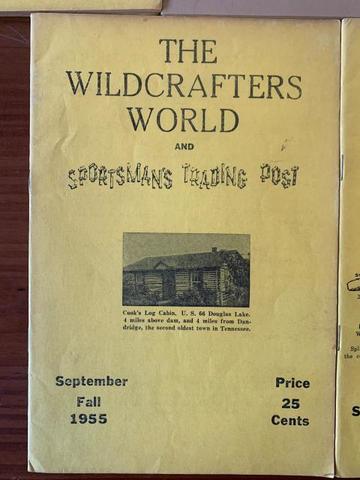 THE
WILDCRAFTERS
WORLD
AND
SPORTSMAN'S TRADING POST
Cook's Log Cabin, U. S. 66 Douglas Lake.
4 miles above dam, and 4 miles from Dan-
dridge, the second oldest town in Tennessee.
September
Fall
1955
Price
25
Cents